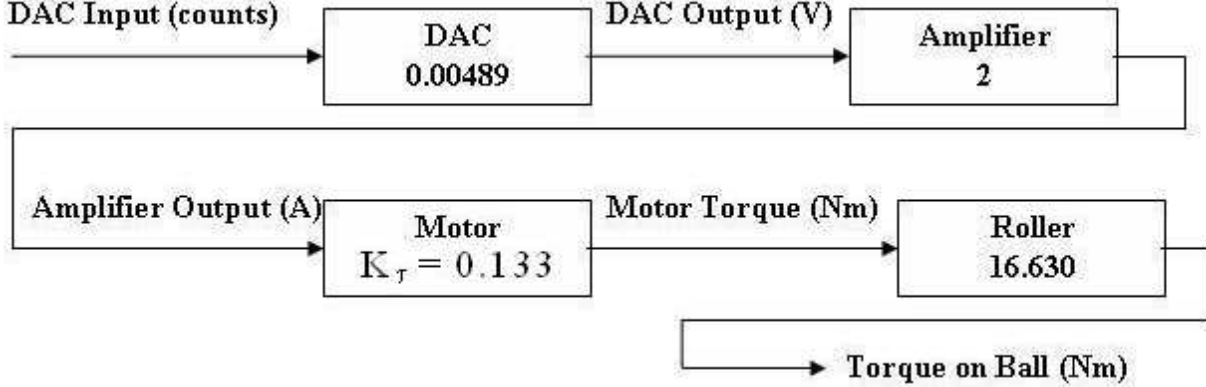 DAC Input (counts)
DAC
0.00489
DAC Output (V)
Amplifier
2
Amplifier Output (A)
Motor
K τ = 0.133
Motor Torque (Nm)
Roller
16.630
Torque on Ball (Nm)